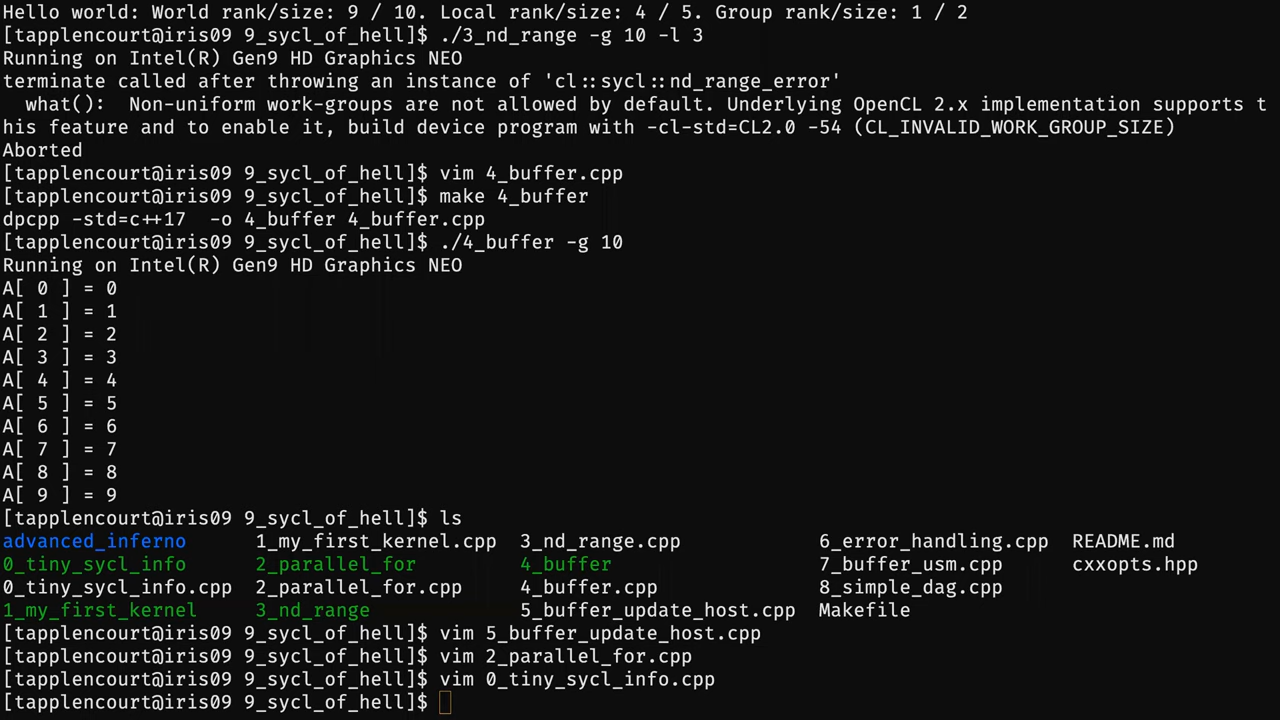 Hello world: World rank/size: 9 / 10. Local rank/size: 4 / 5. Group rank/size: 1 / 2
[tapplencourt@iris09 9_sycl_of_hell]$ ./3_nd_range -g 10 -l 3
Running on Intel(R) Gen9 HD Graphics NEO
terminate called after throwing an instance of 'cl::sycl::nd_range_error'
  what():  Non-uniform work-groups are not allowed by default. Underlying OpenCL 2.x implementation supports t
his feature and to enable it, build device program with -cl-std=CL2.0 -54 (CL_INVALID_WORK_GROUP_SIZE)
Aborted
[tapplencourt@iris09 9_sycl_of_hell]$ vim 4_buffer.cpp
[tapplencourt@iris09 9_sycl_of_hell]$ make 4_buffer
dpcpp -std=c++17  -o 4_buffer 4_buffer.cpp
[tapplencourt@iris09 9_sycl_of_hell]$ ./4_buffer -g 10
Running on Intel(R) Gen9 HD Graphics NEO
A[ 0 ] = 0
A[ 1 ] = 1
A[ 2 ] = 2
A[ 3 ] = 3
A[ 4 ] = 4
A[ 5 ] = 5
A[ 6 ] = 6
A[ 7 ] = 7
A[ 8 ] = 8
A[ 9 ] = 9
[tapplencourt@iris09 9_sycl_of_hell]$ ls
advanced_inferno      1_my_first_kernel.cpp  3_nd_range.cpp            6_error_handling.cpp  README.md
0_tiny_sycl_info      2_parallel_for         4_buffer                  7_buffer_usm.cpp      cxxopts.hpp
0_tiny_sycl_info.cpp  2_parallel_for.cpp     4_buffer.cpp              8_simple_dag.cpp
1_my_first_kernel     3_nd_range             5_buffer_update_host.cpp  Makefile
[tapplencourt@iris09 9_sycl_of_hell]$ vim 5_buffer_update_host.cpp
[tapplencourt@iris09 9_sycl_of_hell]$ vim 2_parallel_for.cpp
[tapplencourt@iris09 9_sycl_of_hell]$ vim 0_tiny_sycl_info.cpp
[tapplencourt@iris09 9_sycl_of_hell]$